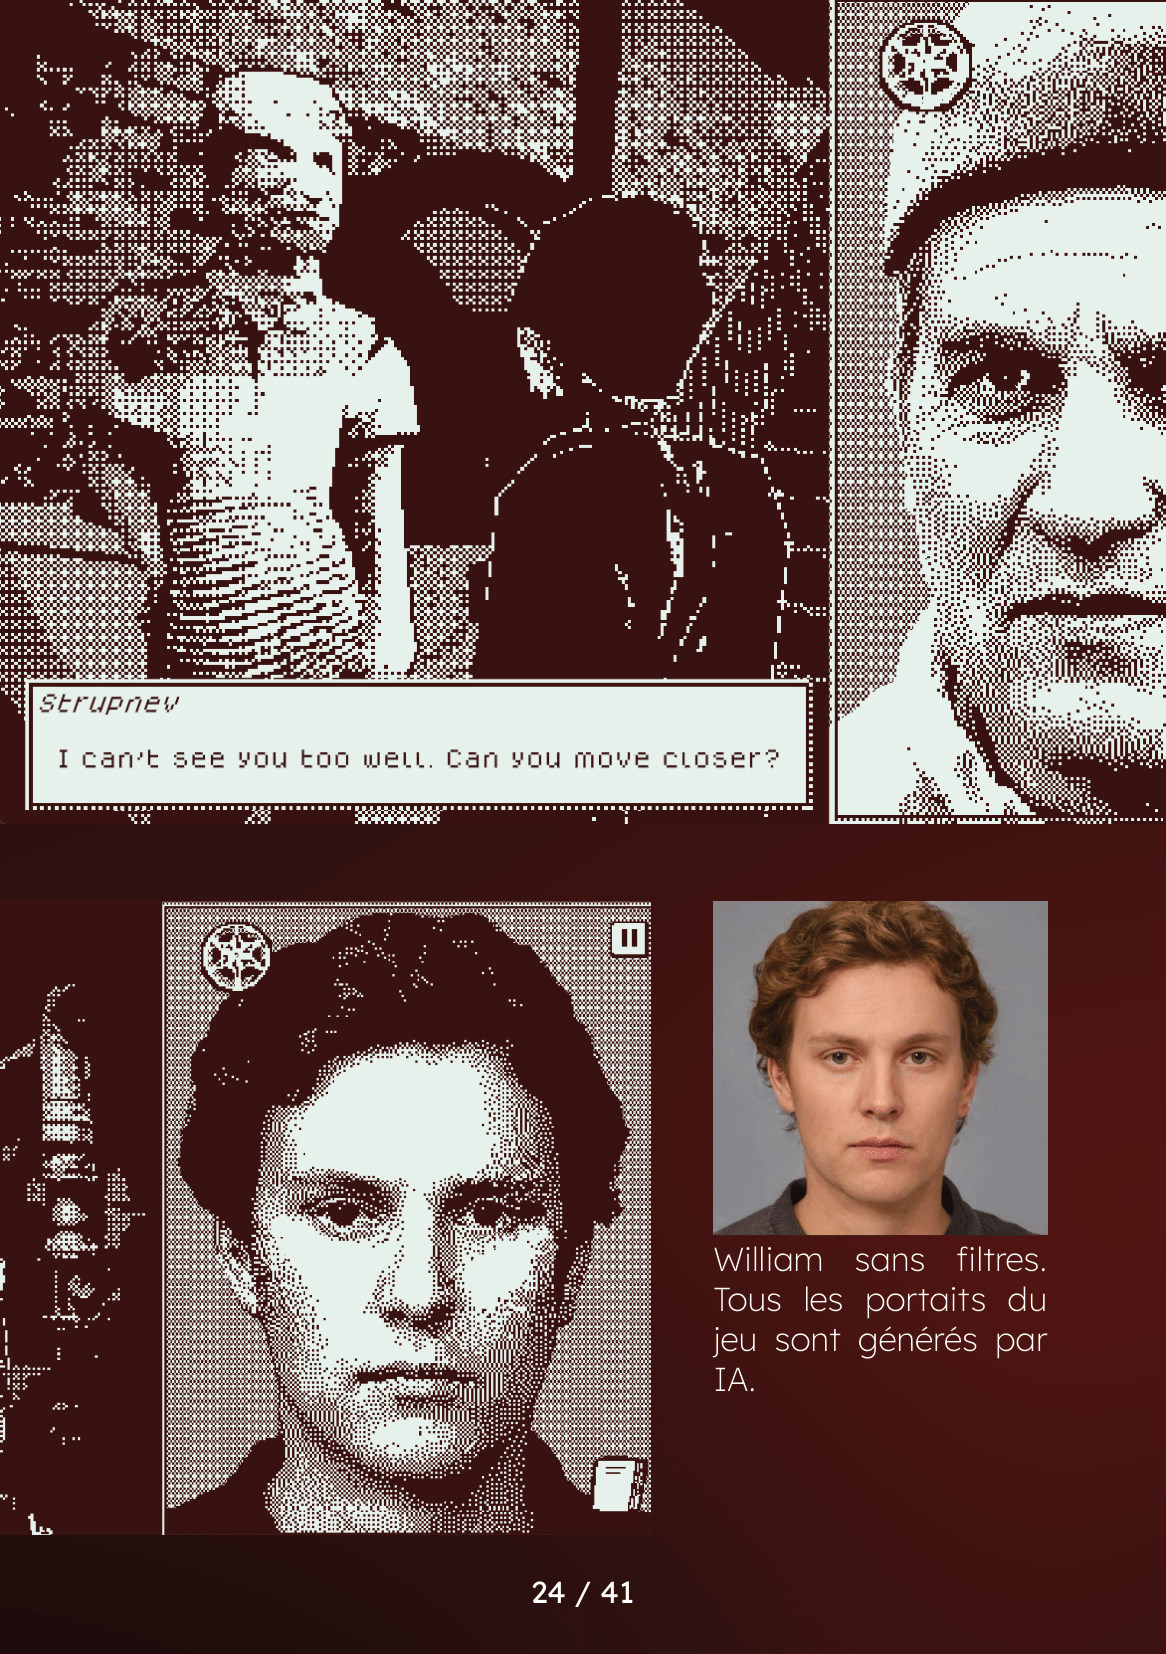 Strupnev
I can't see you too well. Can you move closer?
William sans filtres.
Tous les portaits du
jeu sont générés par
IA.
24 / 41